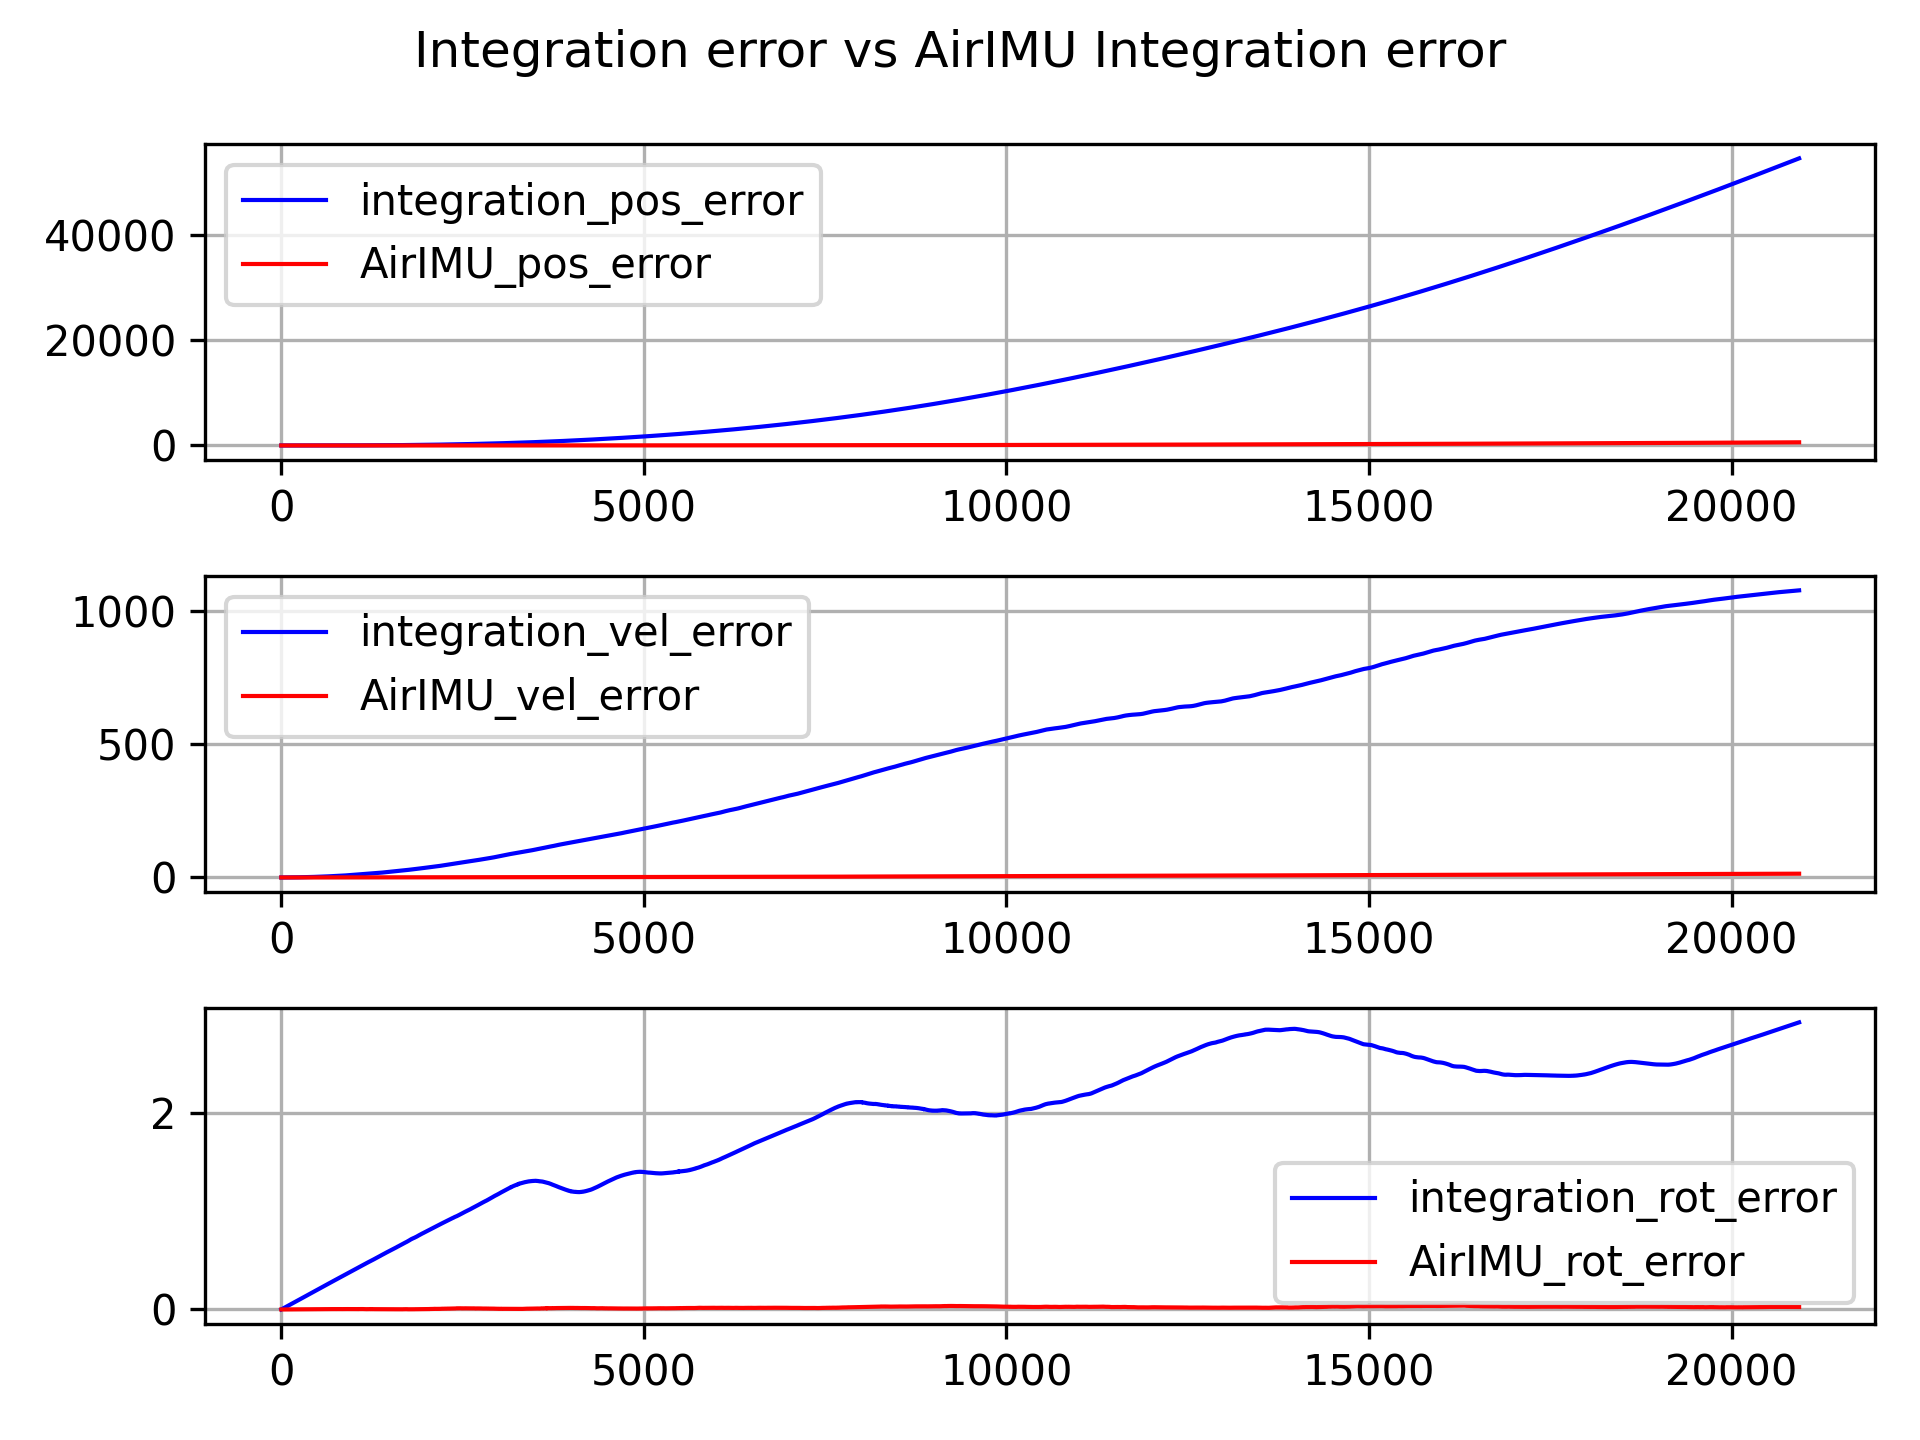 Integration error vs AirIMU Integration error
integration_pos_error
AirIMU_pos_error
40000
20000
0
0 5000 10000 15000 20000
integration_vel_error
AirIMU_vel_error
1000
500
0
0 5000 10000 15000 20000
2
0
integration_rot_error
AirIMU_rot_error
0 5000 10000 15000 20000